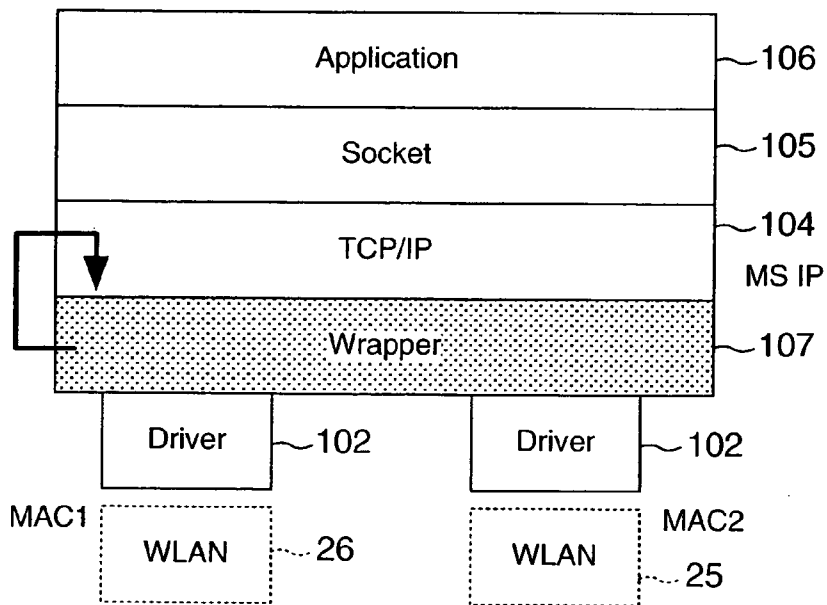 Application
106
Socket
105
TCP/IP
104
MS IP
Wrapper
107
Driver
102
Driver
102
MAC1
WLAN
26
WLAN
MAC2
25